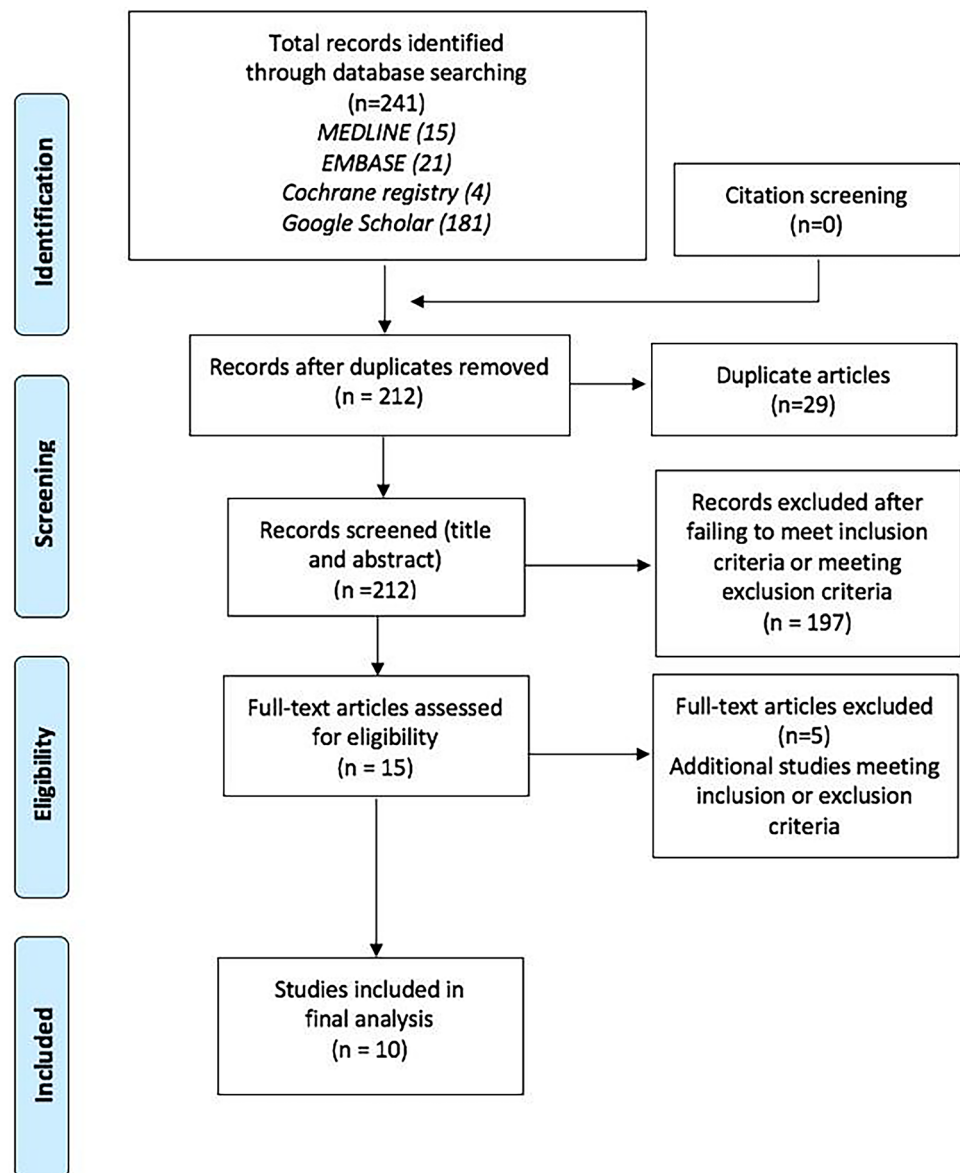 Identification
Total records identified
through database searching
(n=241)
MEDLINE (15)
EMBASE (21)
Cochrane registry (4)
Google Scholar (181)
Citation screening
(n=0)
Screening
Records after duplicates removed
(n = 212)
Duplicate articles
(n=29)
Records screened (title
and abstract)
(n =212)
Records excluded after
failing to meet inclusion
criteria or meeting
exclusion criteria
(n = 197)
Eligibility
Full-text articles assessed
for eligibility
(n = 15)
Full-text articles excluded
(n=5)
Additional studies meeting
inclusion or exclusion
criteria
Included
Studies included in
final analysis
(n = 10)